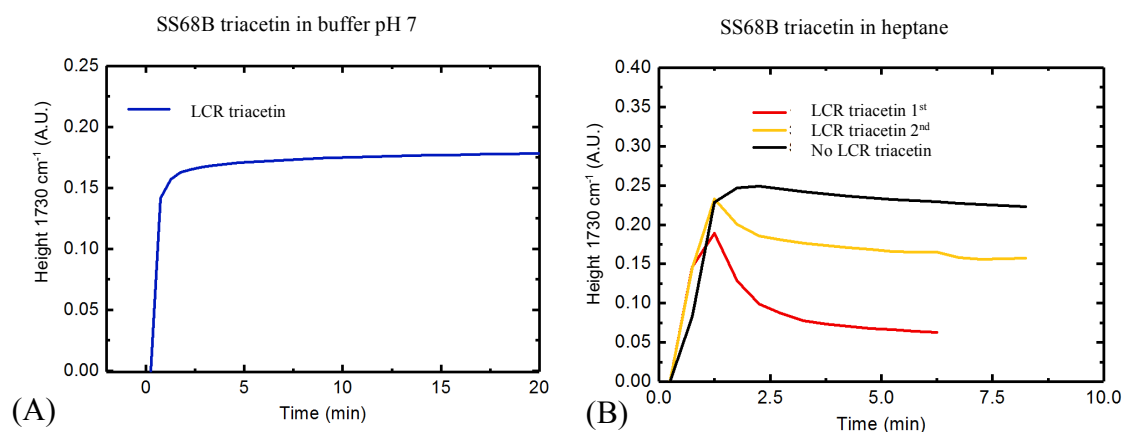 SS68B triacetin in buffer pH 7
0.25
0.20
0.15
0.10
0.05
0.00
Height 1730 cm⁻¹ (A.U.)
LCR triacetin
0 5 10 15 20
Time (min)
(A)
SS68B triacetin in heptane
0.40
0.35
0.30
0.25
0.20
0.15
0.10
0.05
0.00
Height 1730 cm⁻¹ (A.U.)
LCR triacetin 1ˢᵗ
LCR triacetin 2ⁿᵈ
No LCR triacetin
0.0 2.5 5.0 7.5 10.0
Time (min)
(B)